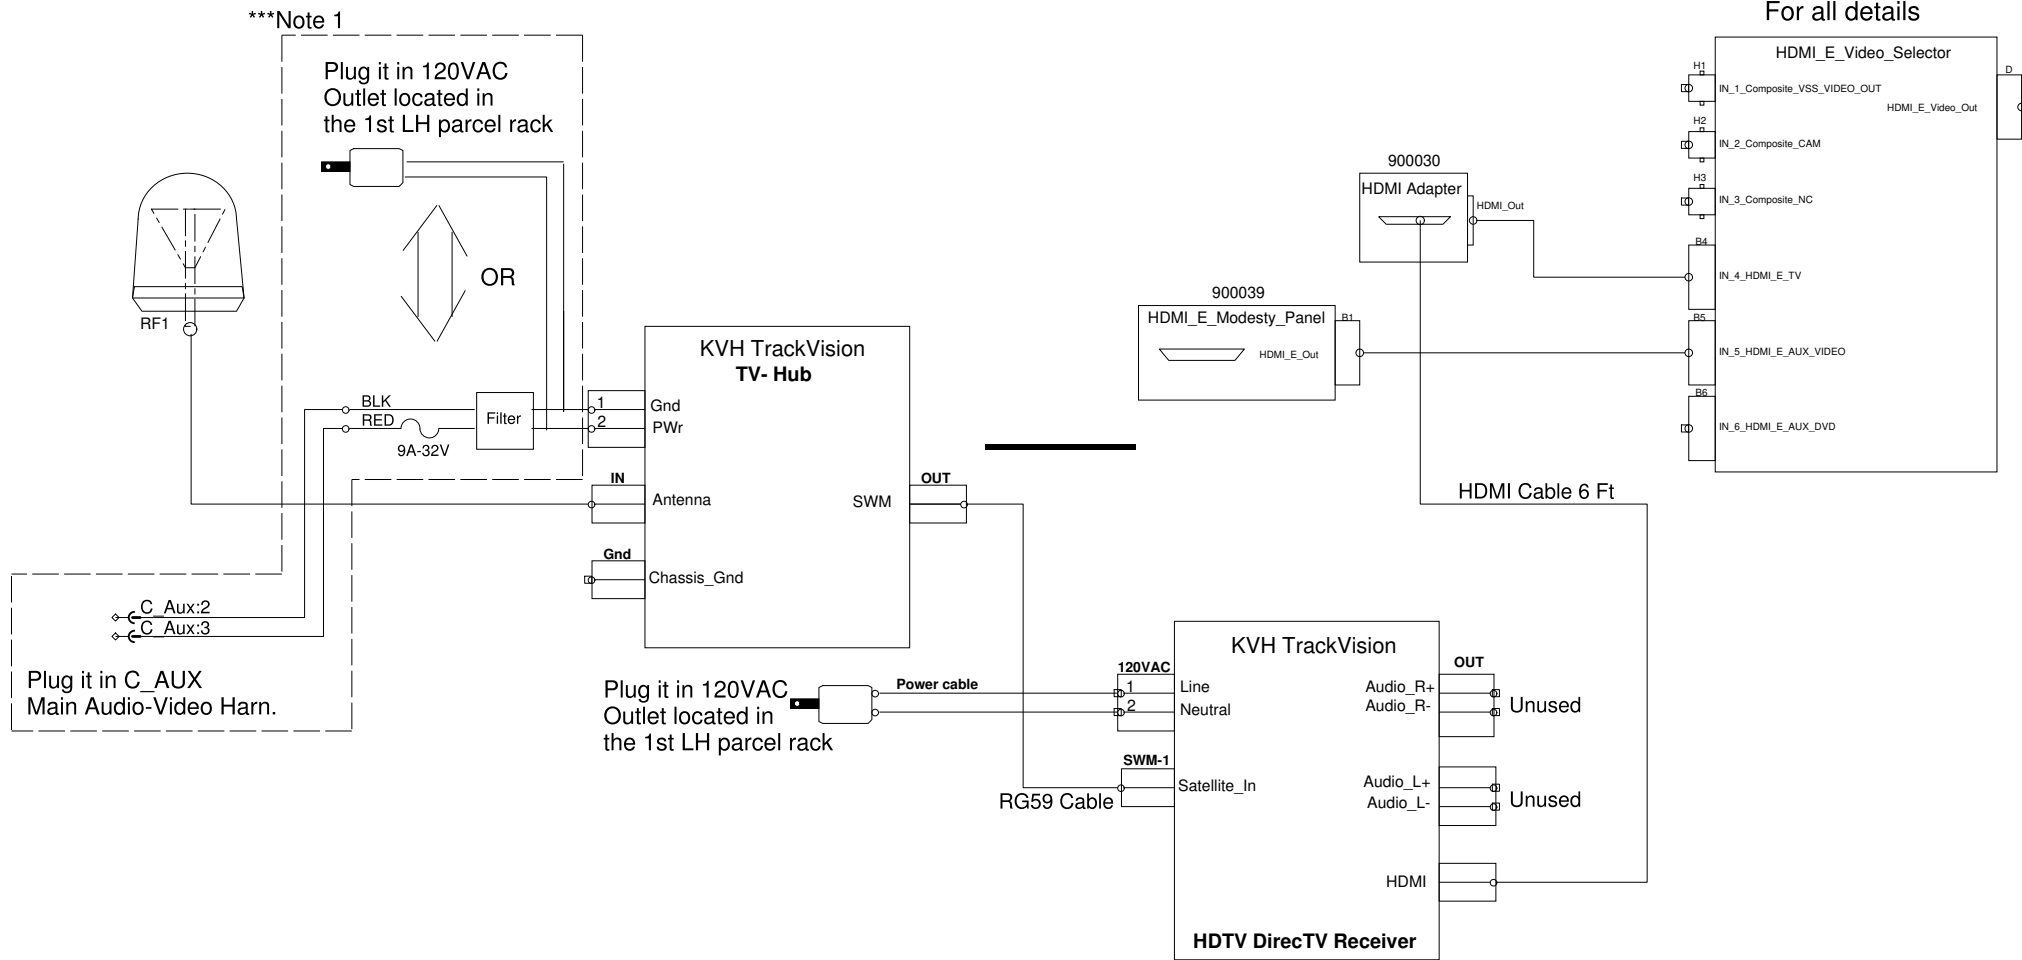 ***Note 1
For all details
Plug it in 120VAC
Outlet located in
the 1st LH parcel rack
OR
RF1
BLK
RED
9A-32V
Filter
C_Aux:2
C_Aux:3
Plug it in C_AUX
Main Audio-Video Harn.
KVH TrackVision
TV- Hub
1
Gnd
2
PWr
IN
Antenna
OUT
SWM
Gnd
Chassis_Gnd
900030
HDMI Adapter
HDMI_Out
900039
HDMI_E_Modesty_Panel
B1
HDMI_E_Out
HDMI_E_Video_Selector
H1
IN_1_Composite_VSS_VIDEO_OUT
D
HDMI_E_Video_Out
H2
IN_2_Composite_CAM
H3
IN_3_Composite_NC
B4
IN_4_HDMI_E_TV
B5
IN_5_HDMI_E_AUX_VIDEO
B6
IN_6_HDMI_E_AUX_DVD
HDMI Cable 6 Ft
Plug it in 120VAC
Outlet located in
the 1st LH parcel rack
Power cable
RG59 Cable
KVH TrackVision
120VAC
1
Line
2
Neutral
SWM-1
Satellite_In
OUT
Audio_R+
Audio_R-
Unused
Audio_L+
Audio_L-
Unused
HDMI
HDTV DirecTV Receiver